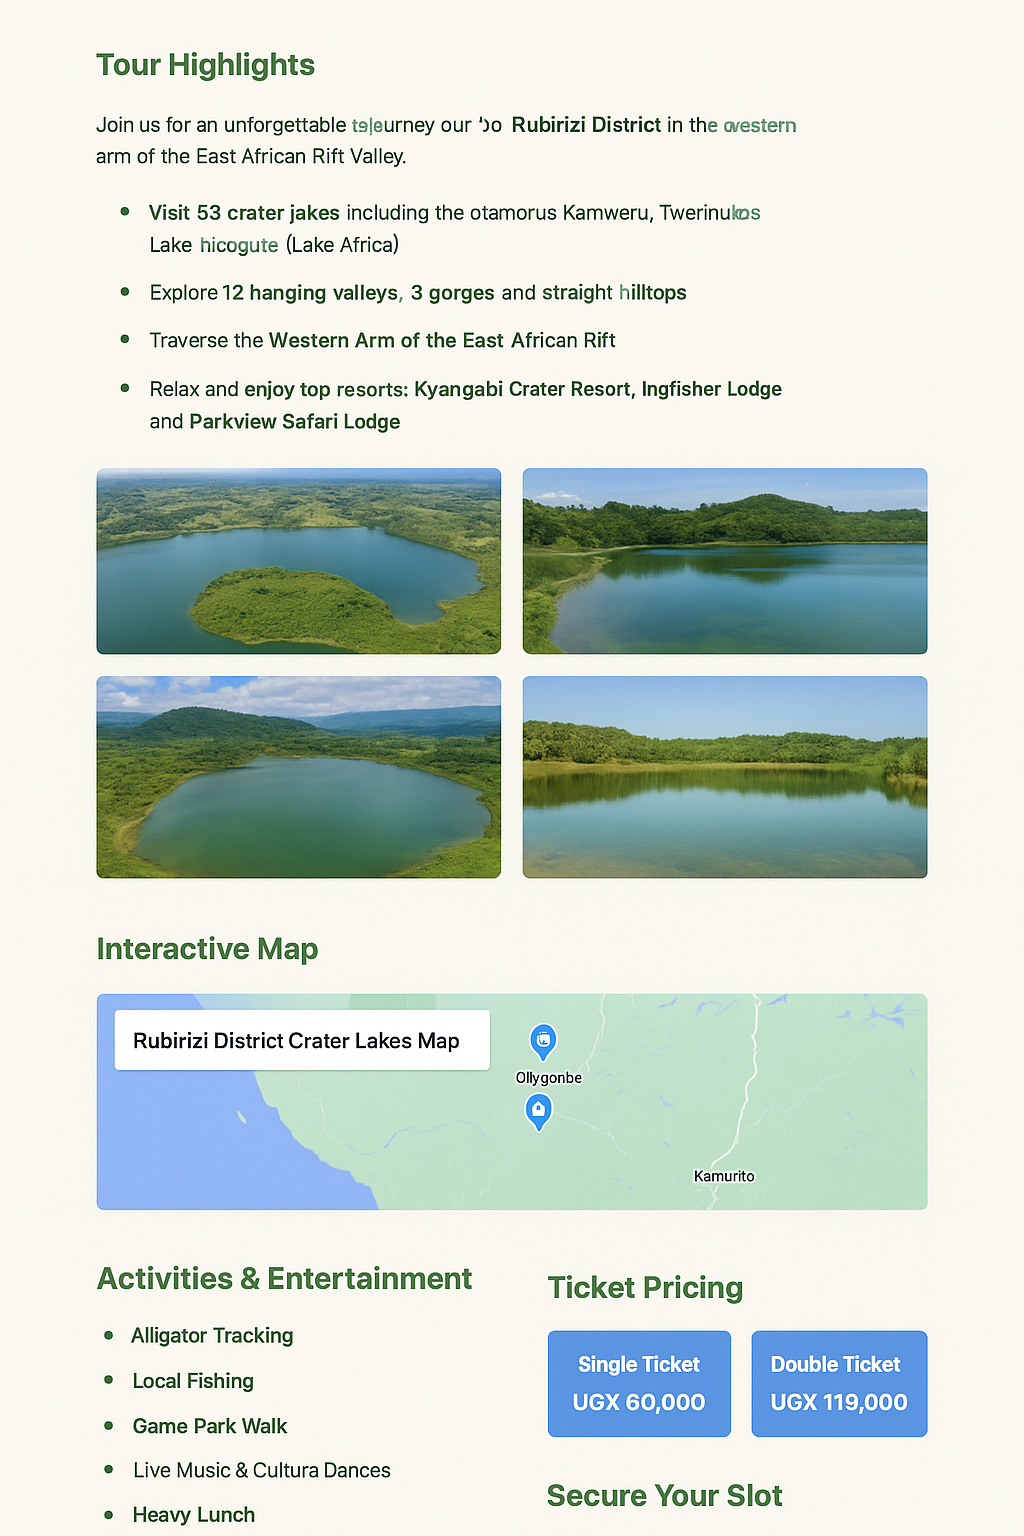 Tour Highlights
Join us for an unforgettable our Rubirizi District in the western
arm of the East African Rift Valley.
• Visit 53 crater jakes including the otamorus Kamweru,
Lake hicogute (Lake Africa)
• Explore 12 hanging valleys, 3 gorges and straight hilltops
• Traverse the Western Arm of the East African Rift
• Relax and enjoy top resorts: Kyangabi Crater Resort, Ingfisher Lodge
and Parkview Safari Lodge
Interactive Map
Rubirizi District Crater Lakes Map
Ollygonbe
Kamurito
Activities & Entertainment
• Alligator Tracking
• Local Fishing
• Game Park Walk
• Live Music & Cultura Dances
• Heavy Lunch
Ticket Pricing
Single Ticket
UGX 60,000
Double Ticket
UGX 119,000
Secure Your Slot